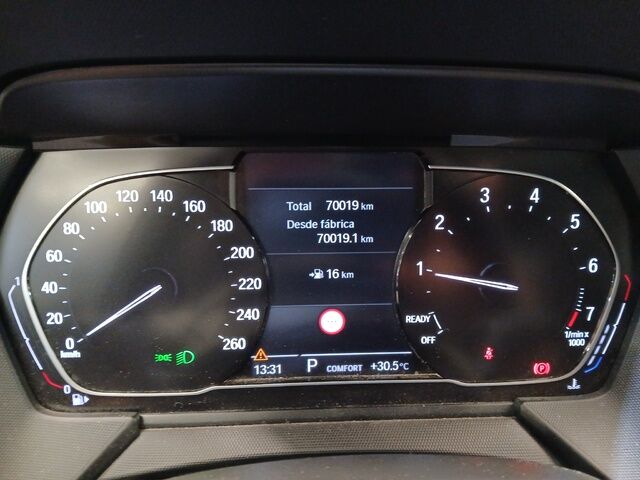 Total 70019 km
Desde fábrica
70019.1 km
16 km
0 20 40 60 80 100 120 140 160 180 200 220 240 260
km/h
1 2 3 4 5 6 7
READY
OFF
1/min x
1000
13:31 P COMFORT +30.5°C
1
0
P